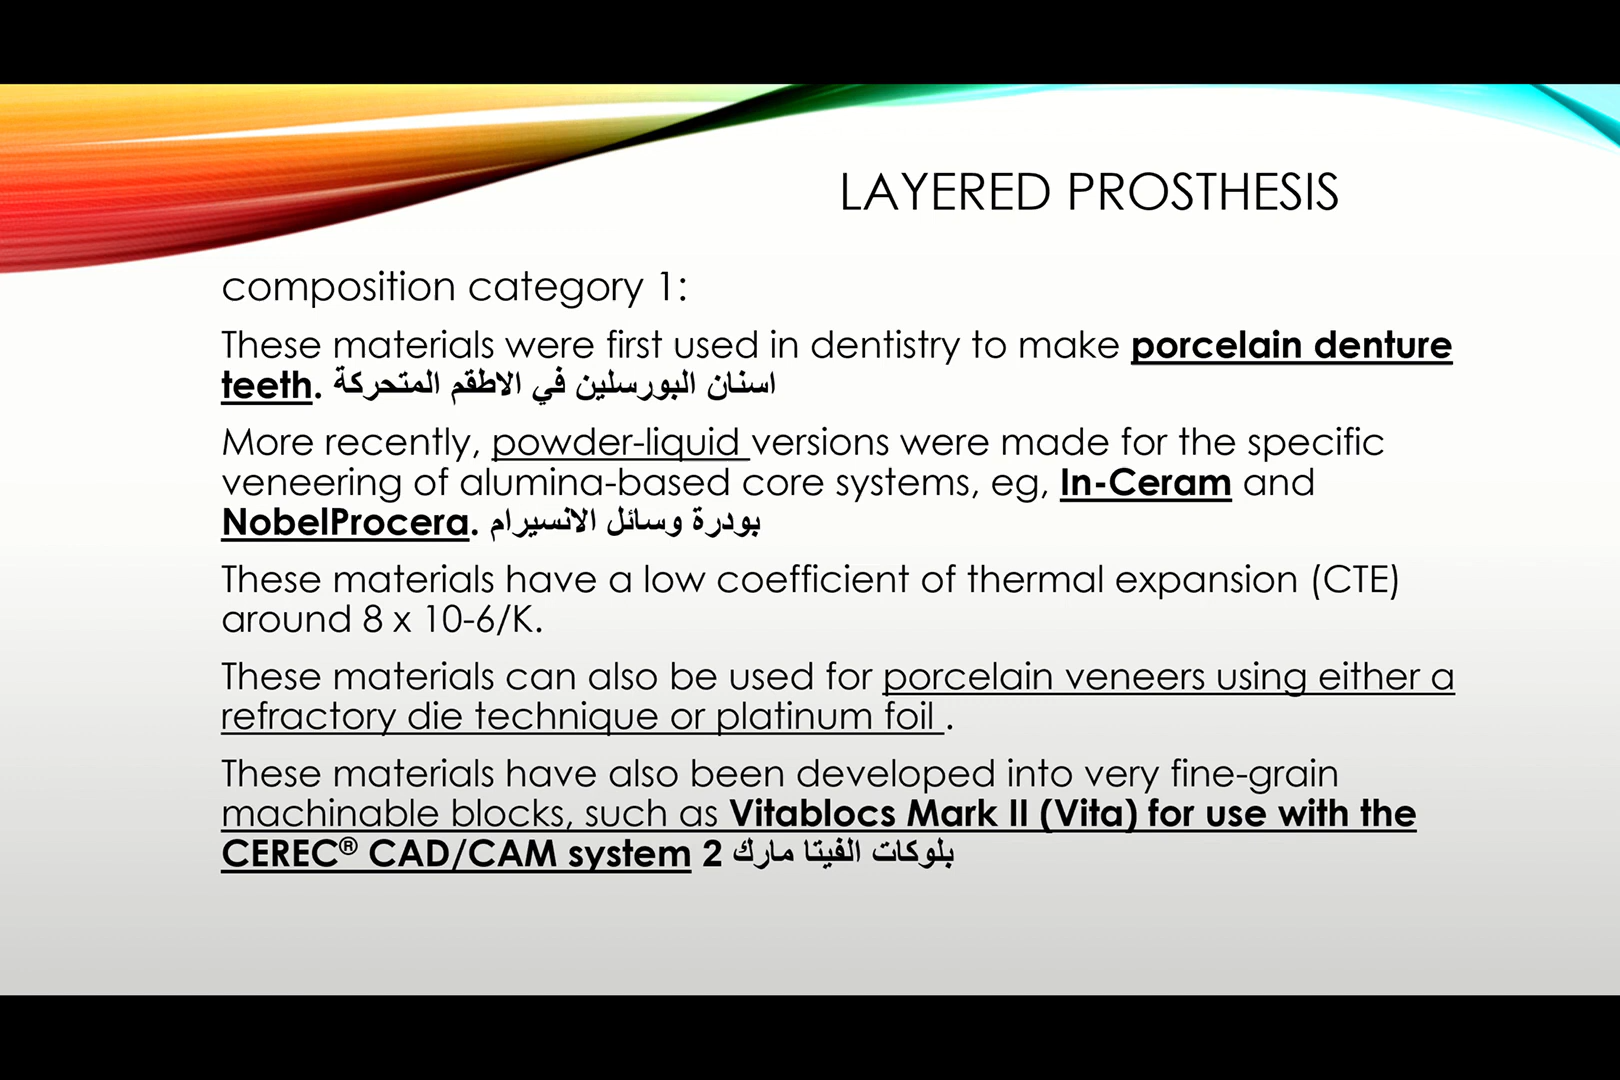 LAYERED PROSTHESIS
composition category 1:
These materials were first used in dentistry to make porcelain denture
teeth. اسنان البورسلين في الاطقم المتحركة
More recently, powder-liquid versions were made for the specific
veneering of alumina-based core systems, eg, In-Ceram and
NobelProcera. بودرة وسائل الانسيرام
These materials have a low coefficient of thermal expansion (CTE)
around 8 x 10-6/K.
These materials can also be used for porcelain veneers using either a
refractory die technique or platinum foil .
These materials have also been developed into very fine-grain
machinable blocks, such as Vitablocs Mark II (Vita) for use with the
CEREC® CAD/CAM system 2 بلوكات الفيتا مارك